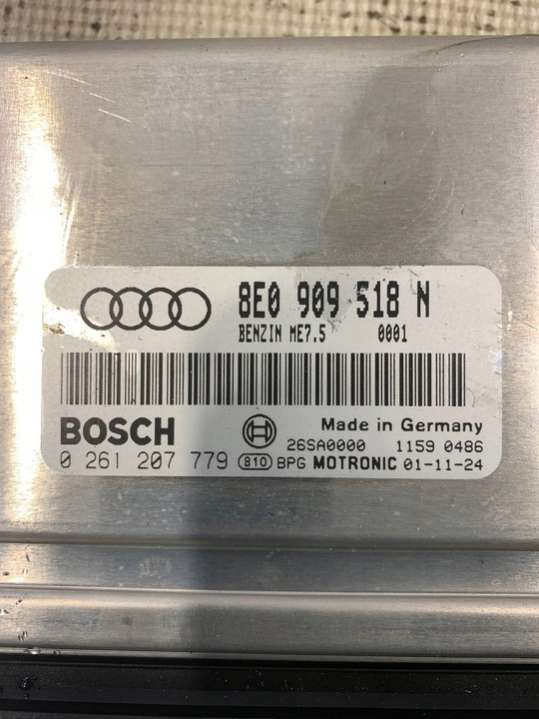 8E0 909 518 N
BENZIN ME7.5 0001
BOSCH
Made in Germany
26SA0000 1159 0486
0 261 207 779 810 BPG MOTRONIC 01-11-24